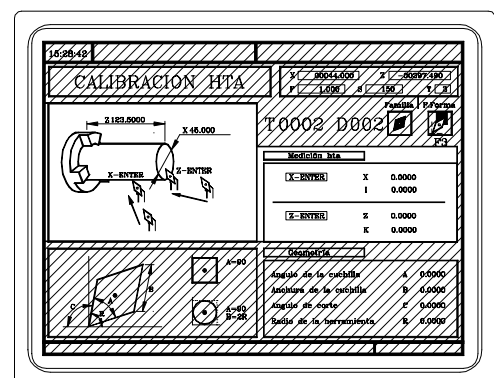 15:28:42
CALIBRACION HTA
X 00044.000 Z -00397.490
F 1.000 S 150 T 2
Familia F.Forma
T0002 D002
F3
Z 123.5000
X 45.000
X-ENTER Z-ENTER
Medición hta
X-ENTER X 0.0000
I 0.0000
Z-ENTER Z 0.0000
K 0.0000
Geometría
Angulo de la cuchilla A 0.0000
Anchura de la cuchilla B 0.0000
Angulo de corte C 0.0000
Radio de la herramienta R 0.0000
A=90
A=90
B=2R
C
A
B
R